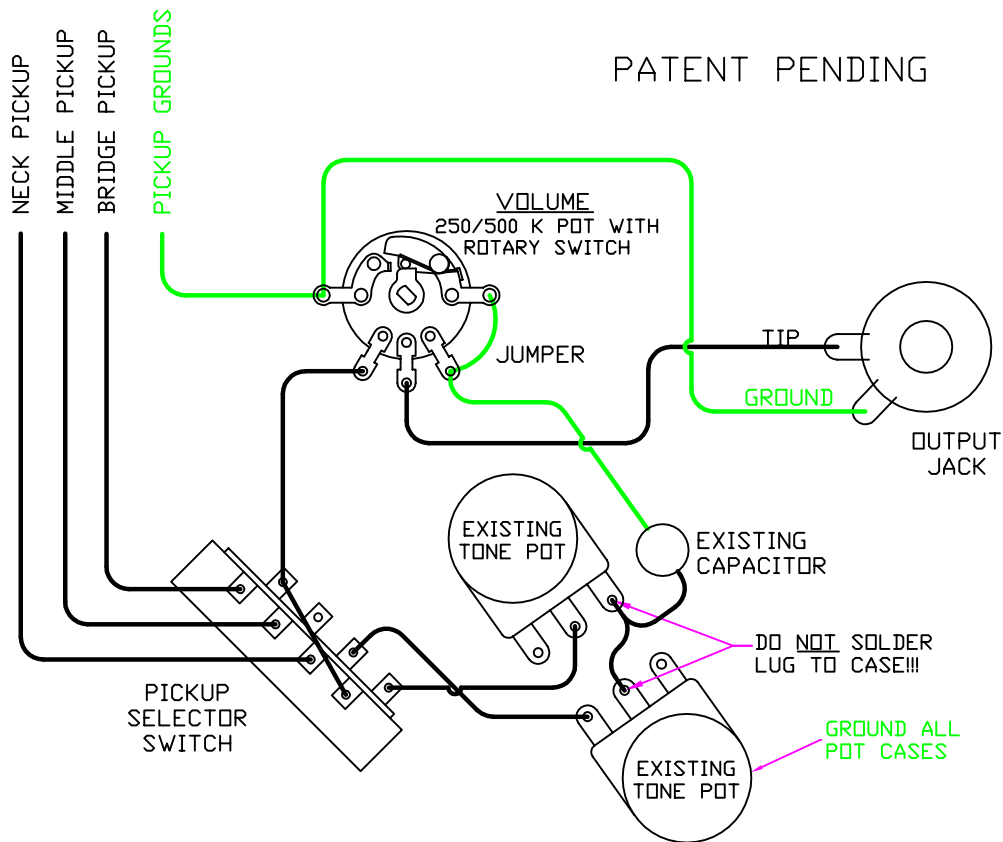 NECK PICKUP
MIDDLE PICKUP
BRIDGE PICKUP
PICKUP GROUNDS
PATENT PENDING
VOLUME
250/500 K POT WITH
ROTARY SWITCH
JUMPER
TIP
GROUND
OUTPUT
JACK
EXISTING
TONE POT
EXISTING
CAPACITOR
DO NOT SOLDER
LUG TO CASE!!!
PICKUP
SELECTOR
SWITCH
GROUND ALL
POT CASES
EXISTING
TONE POT